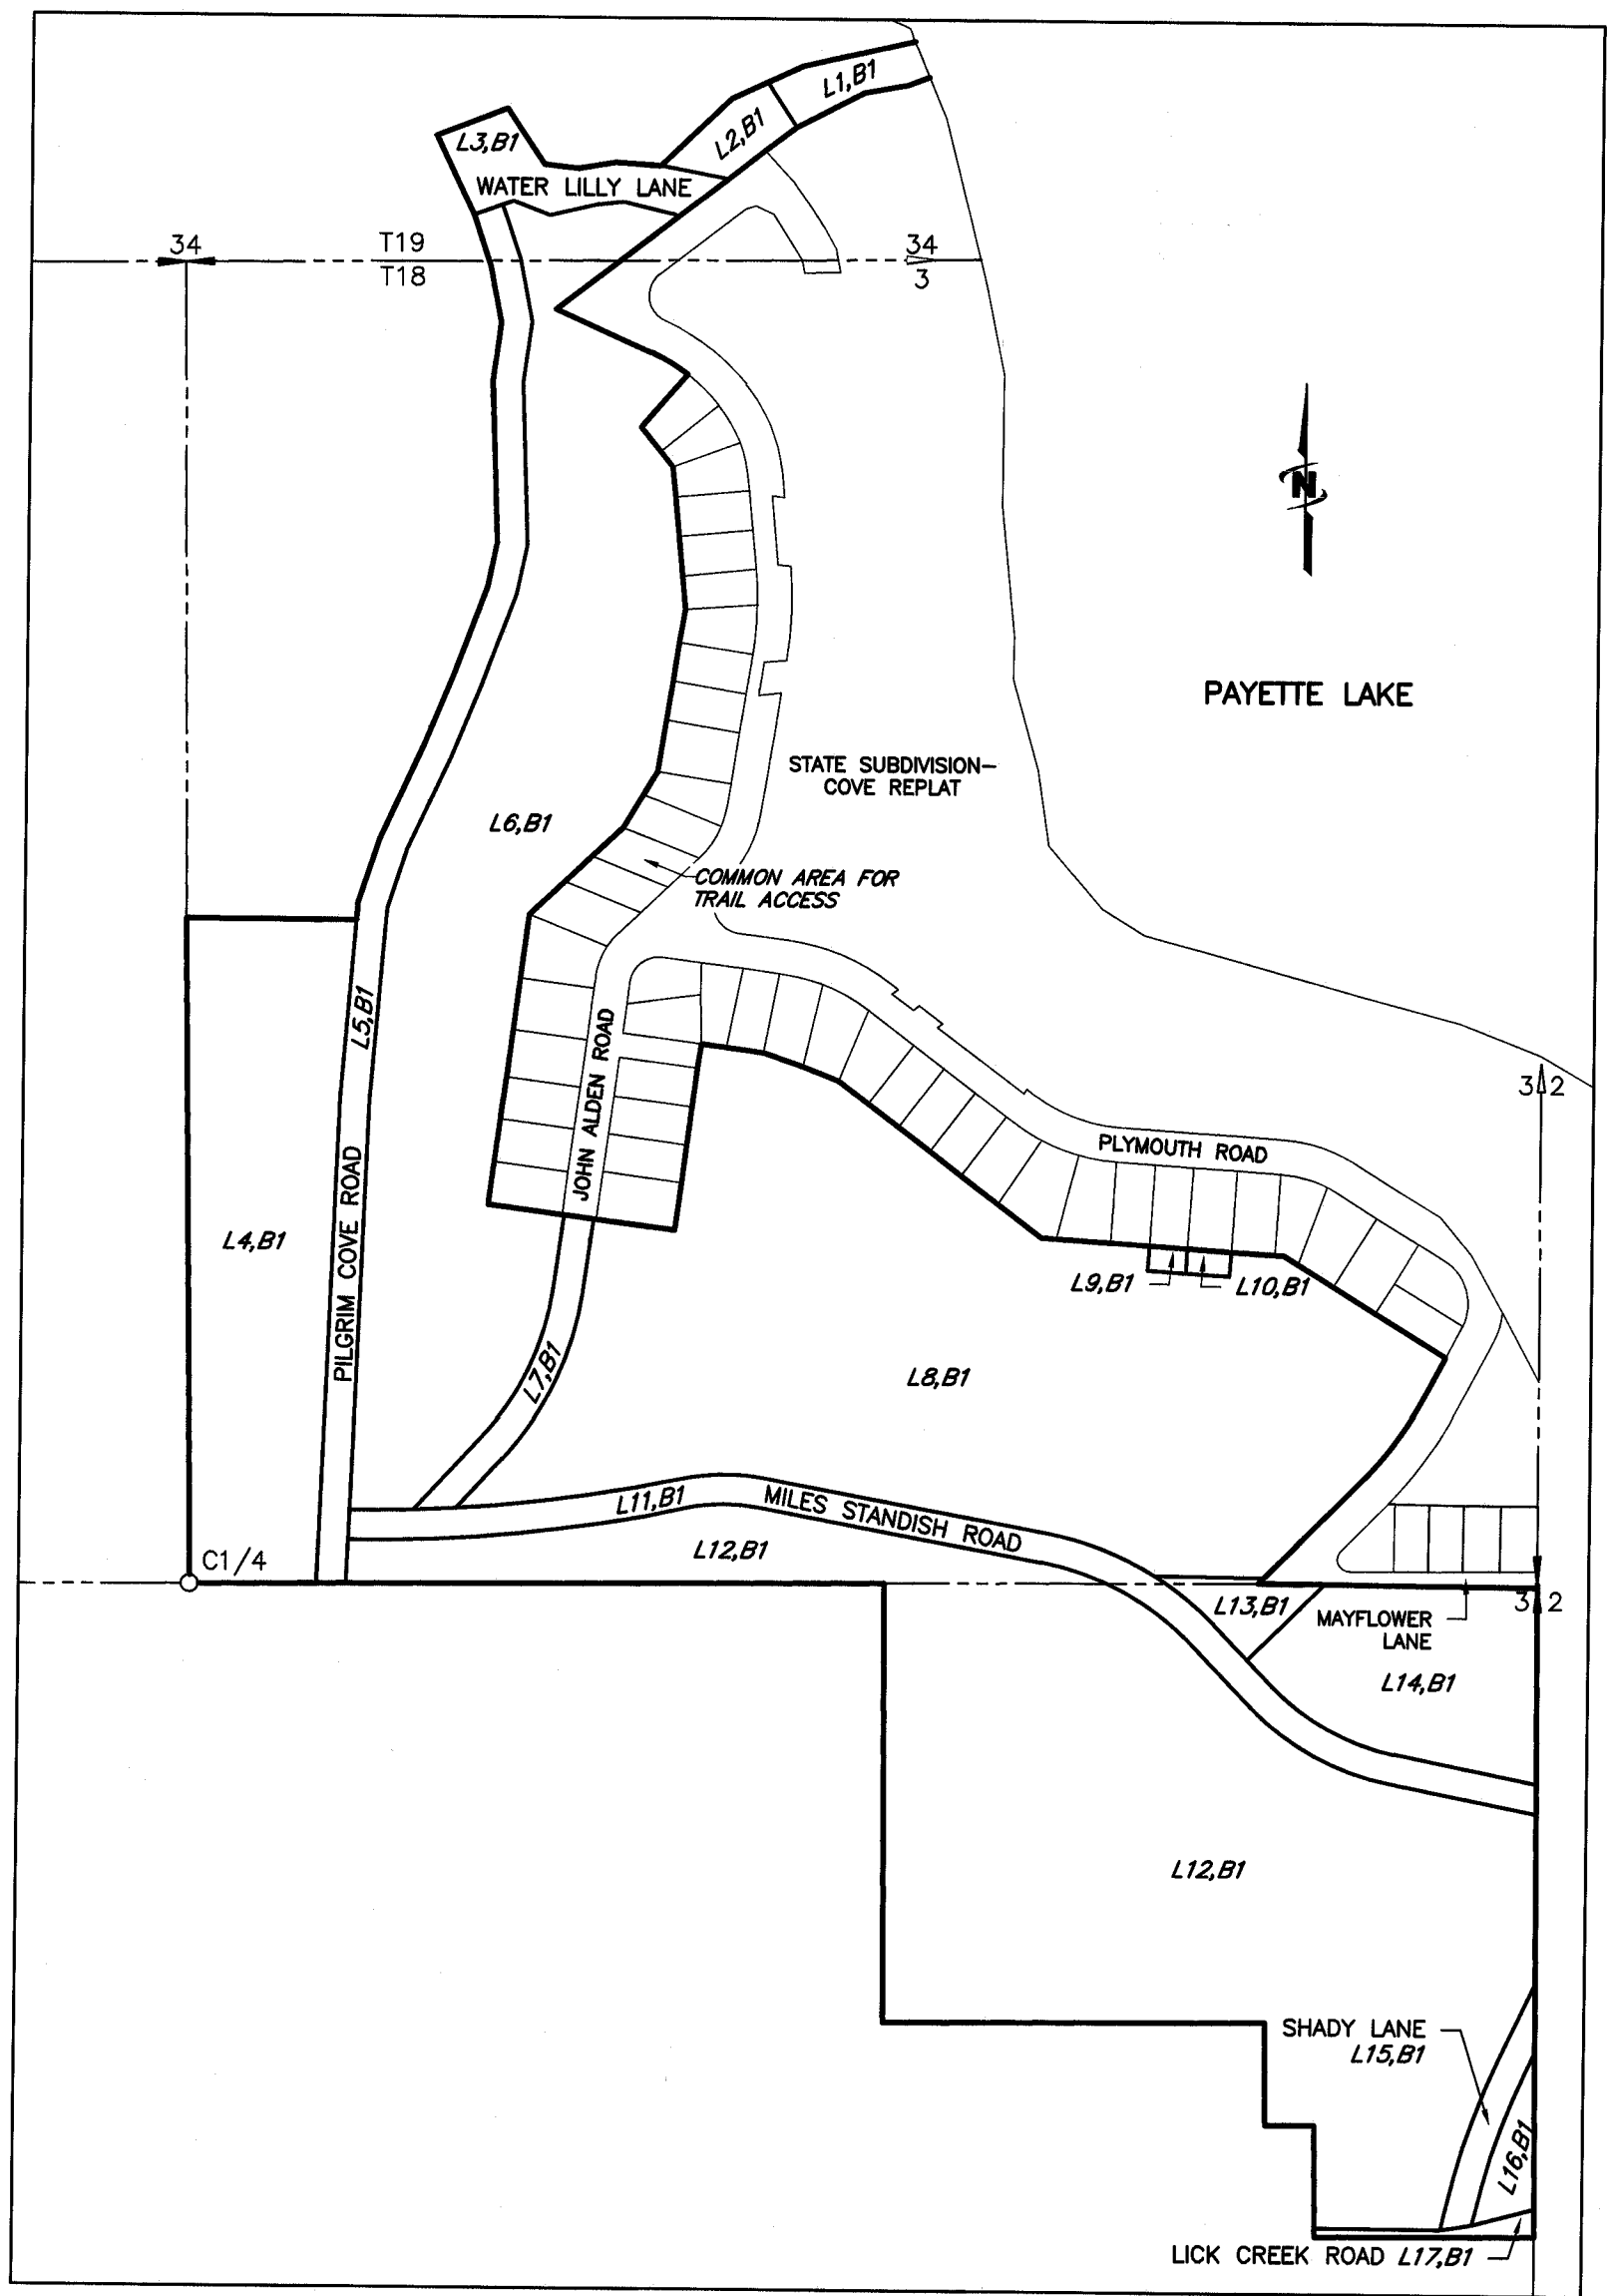 L1,B1
L2,B1
L3,B1
WATER LILLY LANE
34
T19
T18
34
3
N
PAYETTE LAKE
STATE SUBDIVISION-
COVE REPLAT
L6,B1
COMMON AREA FOR
TRAIL ACCESS
L5,B1
JOHN ALDEN ROAD
3 2
PLYMOUTH ROAD
PILGRIM COVE ROAD
L4,B1
L9,B1
L10,B1
L7,B1
L8,B1
L11,B1
MILES STANDISH ROAD
L12,B1
C1/4
L13,B1
MAYFLOWER
LANE
3 2
L14,B1
L12,B1
SHADY LANE
L15,B1
L16,B1
LICK CREEK ROAD L17,B1